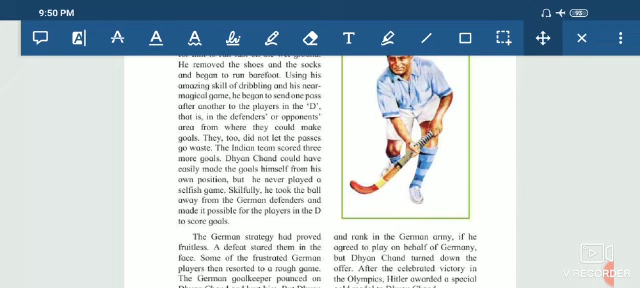 9:50 PM
93
He removed the shoes and the socks
and began to run barefoot. Using his
amazing skill of dribbling and his near-
magical game, he began to send one pass
after another to the players in the 'D',
that is, in the defenders' or opponents'
area from where they could make
goals. They, too, did not let the passes
go waste. The Indian team scored three
more goals. Dhyan Chand could have
easily made the goals himself from his
own position, but he never played a
selfish game. Skilfully, he took the ball
away from the German defenders and
made it possible for the players in the D
to score goals.
The German strategy had proved
fruitless. A defeat stared them in the
face. Some of the frustrated German
players then resorted to a rough game.
The German goalkeeper pounced on
and rank in the German army, if he
agreed to play on behalf of Germany,
but Dhyan Chand turned down the
offer. After the celebrated victory in
the Olympics, Hitler awarded a special
V RECORDER